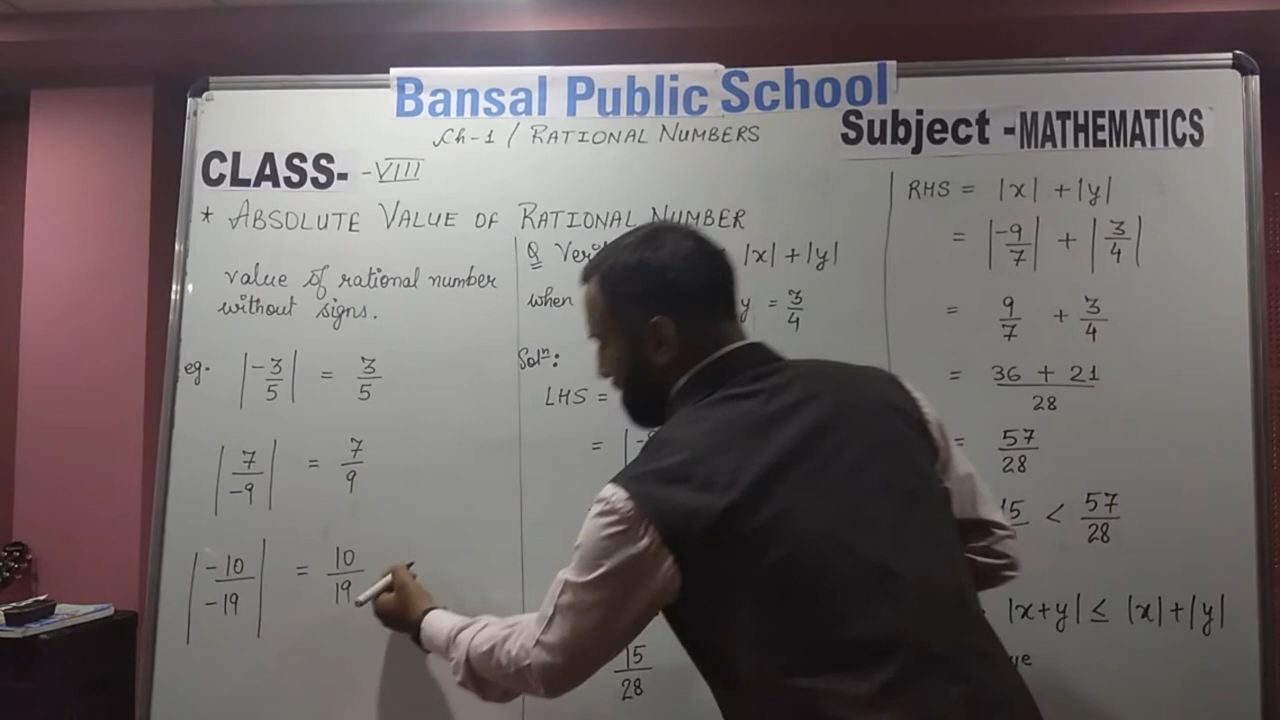 Bansal Public School
Ch-1 / RATIONAL NUMBERS
Subject -MATHEMATICS
CLASS- -VIII
* ABSOLUTE VALUE OF RATIONAL NUMBER
value of rational number
without signs.
eg. |-3/5| = 3/5
|7/-9| = 7/9
|-10/-19| = 10/19
Q |x|+|y|
when y = 3/4
Solⁿ:
LHS =
=
15/28
RHS = |x| + |y|
= |-9/7| + |3/4|
= 9/7 + 3/4
= 36 + 21/28
= 57/28
15 < 57/28
|x+y| ≤ |x|+|y|